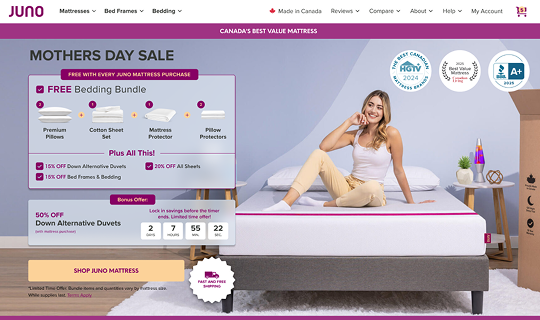 JUNO
Mattresses
Bed Frames
Bedding
Made in Canada
Reviews
Compare
About
Help
My Account
CANADA'S BEST VALUE MATTRESS
MOTHERS DAY SALE
FREE WITH EVERY JUNO MATTRESS PURCHASE
FREE Bedding Bundle
2
1
1
2
Premium Pillows
Cotton Sheet Set
Mattress Protector
Pillow Protectors
Plus All This!
15% OFF Down Alternative Duvets
20% OFF All Sheets
15% OFF Bed Frames & Bedding
Bonus Offer!
50% OFF
Down Alternative Duvets
(with mattress purchase)
Lock in savings before the timer
ends. Limited time offer!
2
7
55
22
DAYS
HOURS
MIN.
SEC.
SHOP JUNO MATTRESS
FAST AND FREE
SHIPPING
*Limited Time Offer. Bundle items and quantities vary by mattress size.
While supplies last. Terms Apply
THE BEST CANADIAN
HGTV
2024
MATTRESS BRANDS
2025
Best Value
Mattress
A+
2025